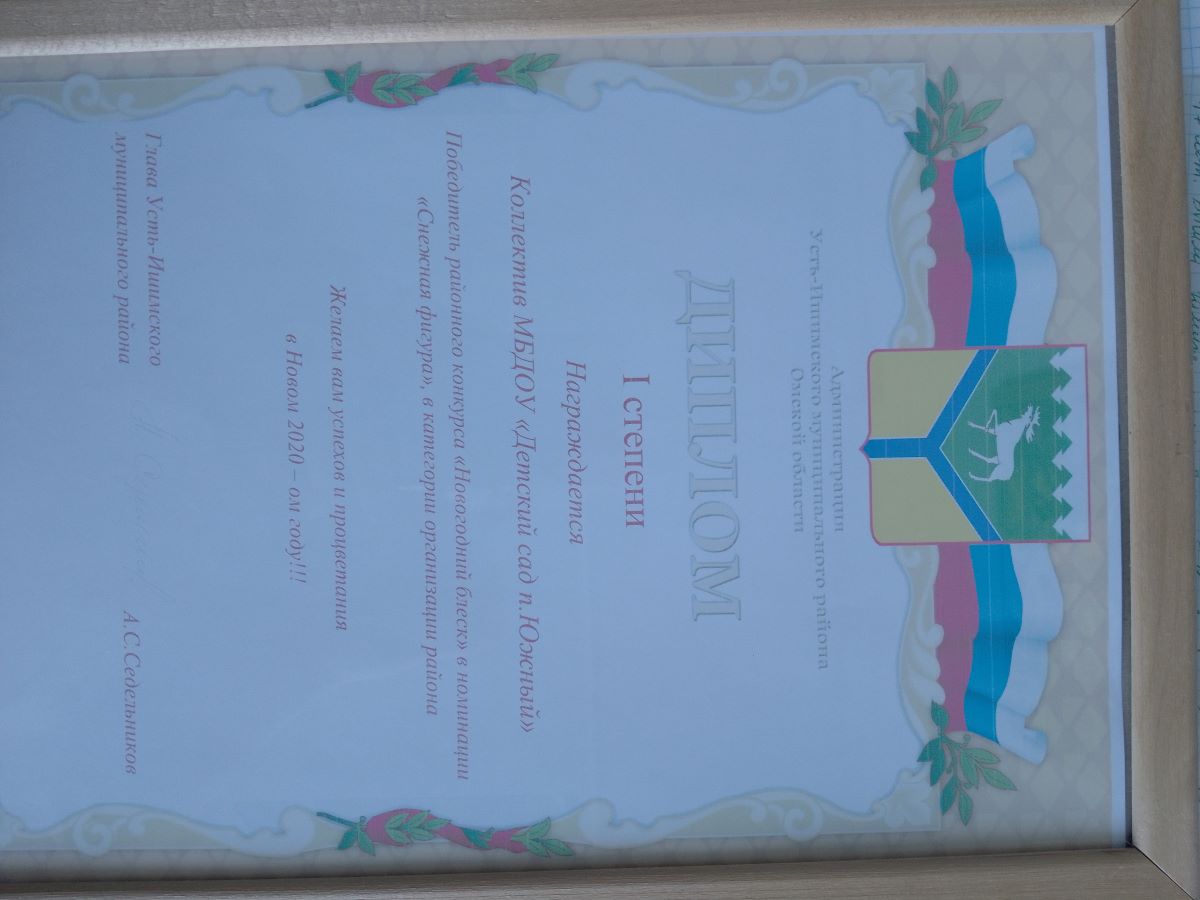 Администрация
Усть-Ишимского муниципального района
Омской области
ДИПЛОМ
I степени
Награждается
Коллектив МБДОУ «Детский сад п.Южный»
Победитель районного конкурса «Новогодний блеск» в номинации
«Снежная фигура», в категории организации района
Желаем вам успехов и процветания
в Новом 2020 – ом году!!!
Глава Усть-Ишимского
муниципального района
А.С.Седельников